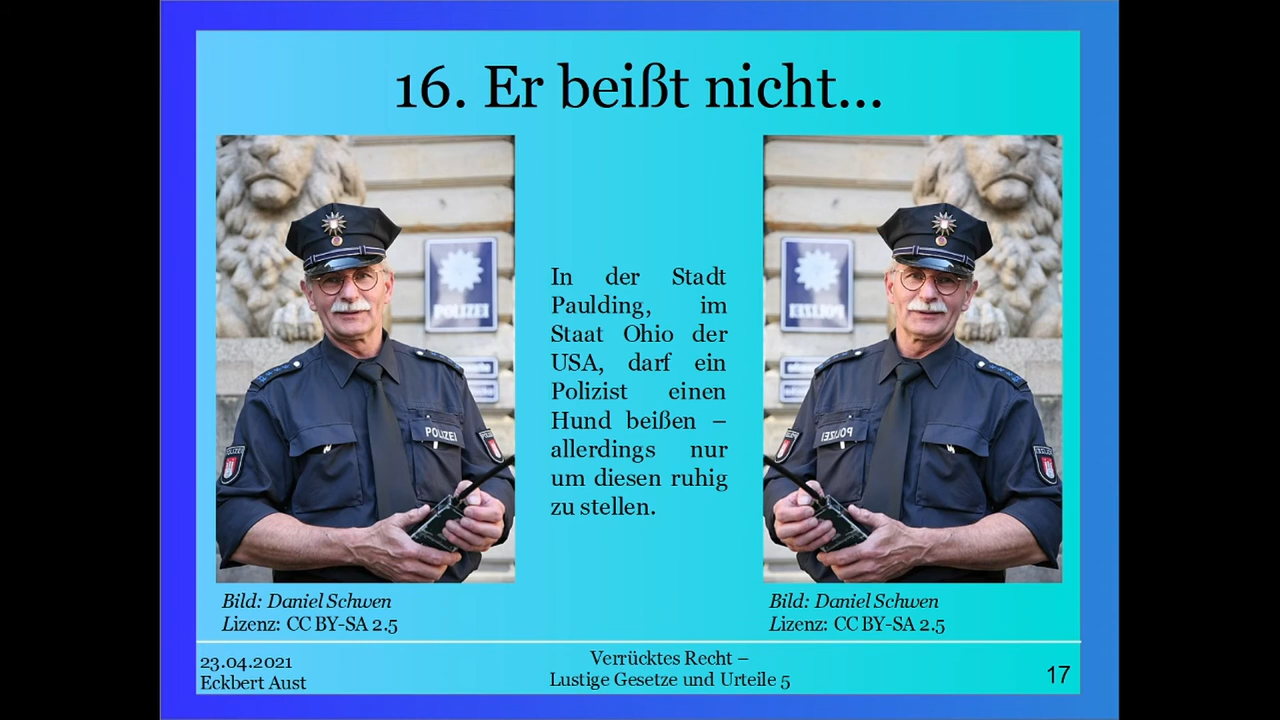 16. Er beißt nicht...
POLIZEI
POLIZEI
POLIZEI
In der Stadt
Paulding, im
Staat Ohio der
USA, darf ein
Polizist einen
Hund beißen –
allerdings nur
um diesen ruhig
zu stellen.
POLIZEI
POLIZEI
POLIZEI
Bild: Daniel Schwen
Lizenz: CC BY-SA 2.5
Bild: Daniel Schwen
Lizenz: CC BY-SA 2.5
23.04.2021
Eckbert Aust
Verrücktes Recht –
Lustige Gesetze und Urteile 5
17